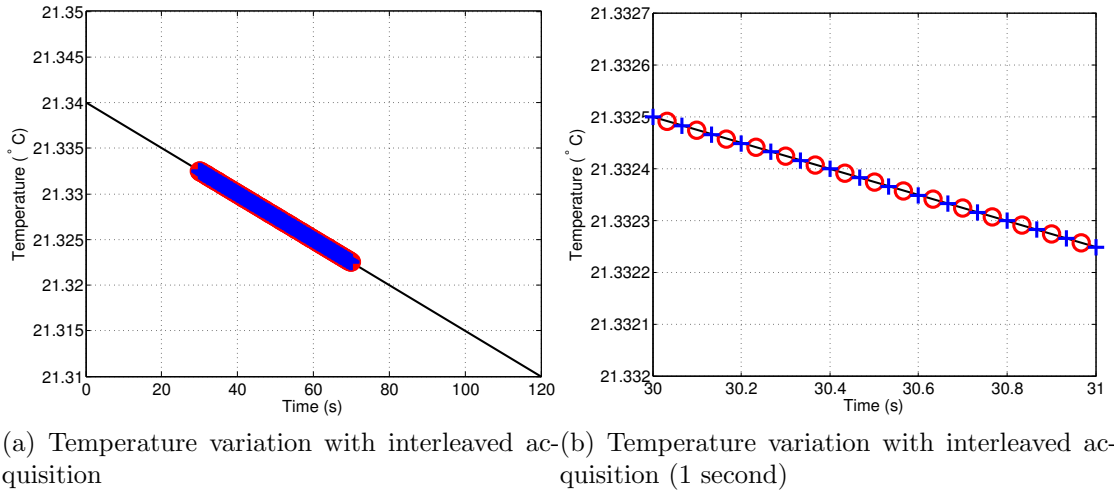 21.35
21.345
21.34
21.335
21.33
21.325
21.32
21.315
21.31
Temperature (°C)
0 20 40 60 80 100 120
Time (s)
21.3327
21.3326
21.3325
21.3324
21.3323
21.3322
21.3321
21.332
Temperature (°C)
30 30.2 30.4 30.6 30.8 31
Time (s)
(a) Temperature variation with interleaved ac-
quisition
(b) Temperature variation with interleaved ac-
quisition (1 second)